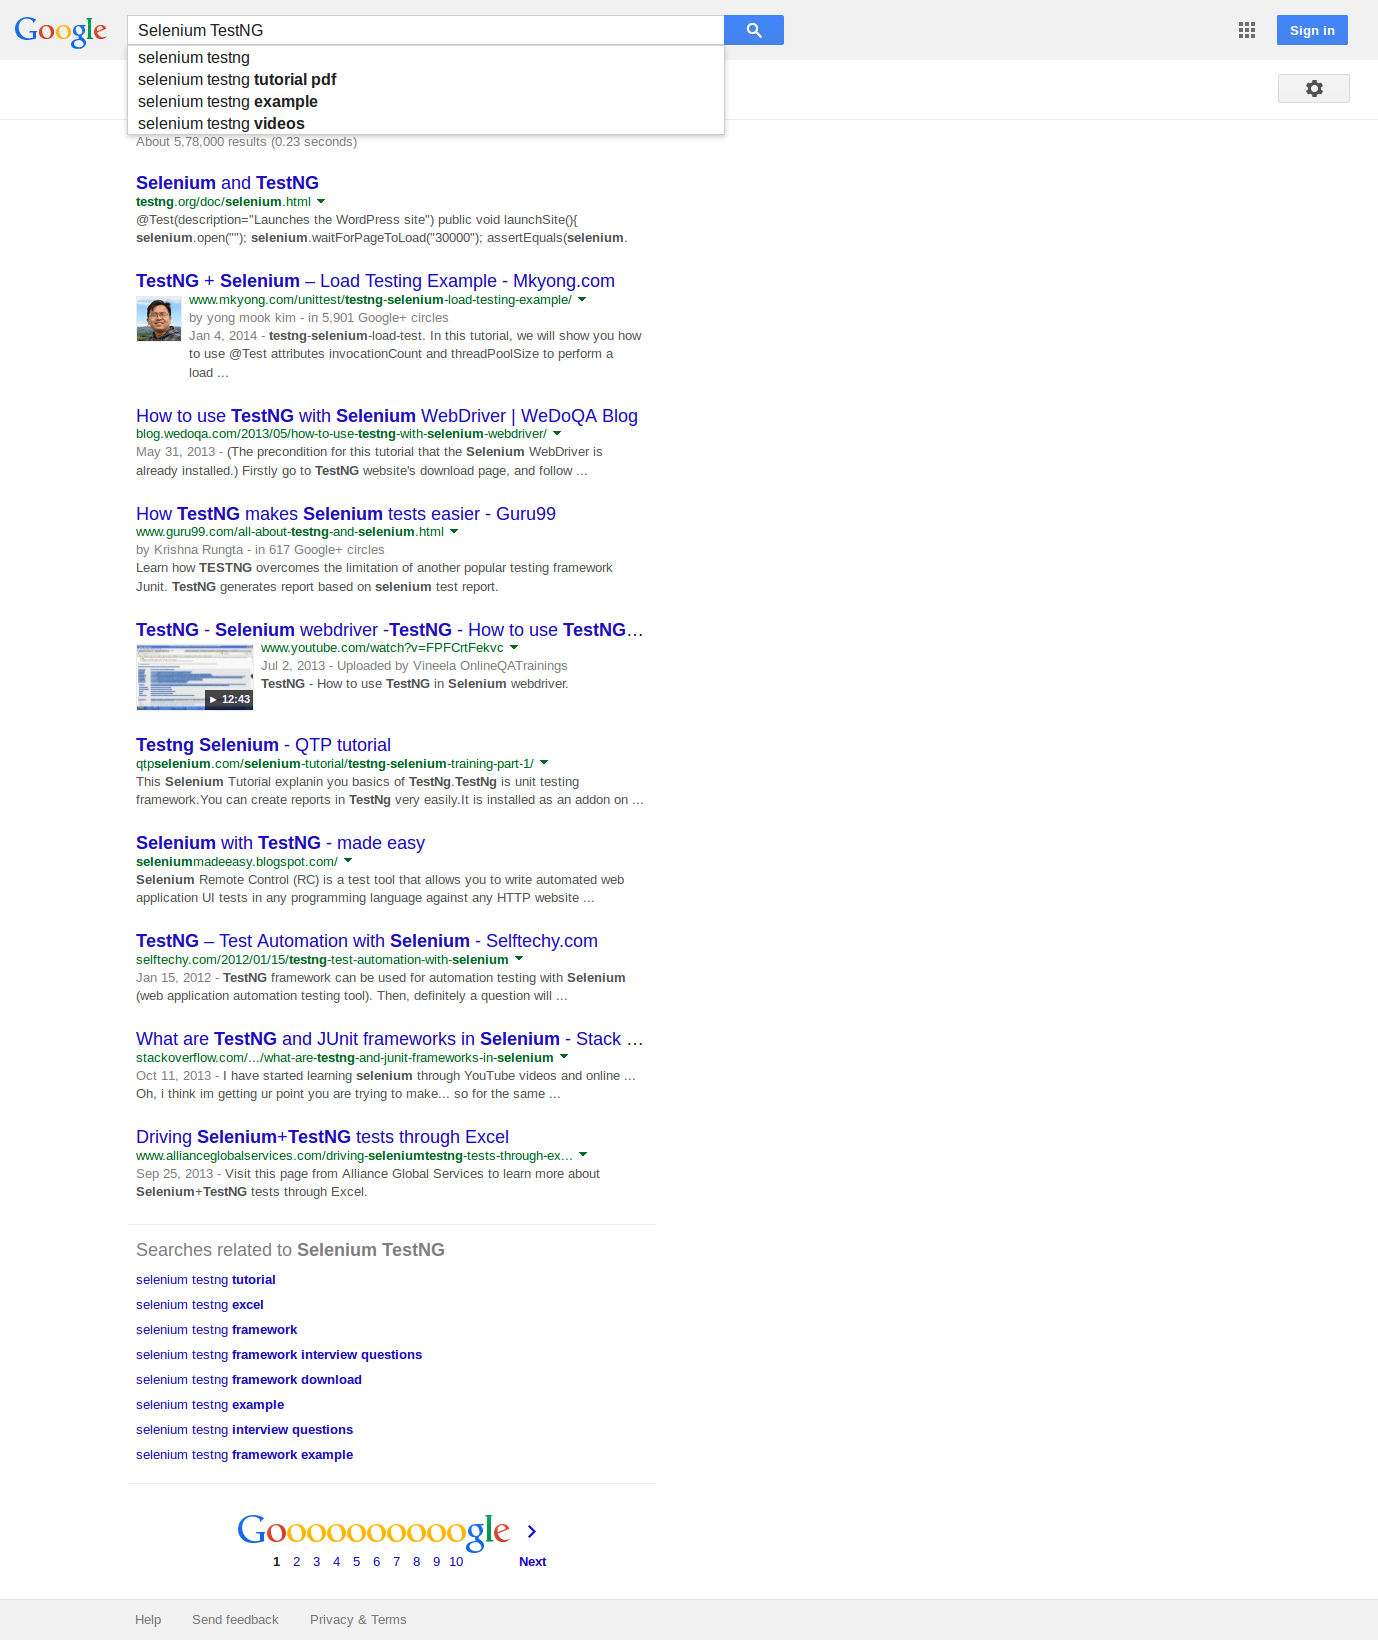 Google
Selenium TestNG
Sign in
selenium testng
selenium testng tutorial pdf
selenium testng example
selenium testng videos
About 5,78,000 results (0.23 seconds)
Selenium and TestNG
testng.org/doc/selenium.html
@Test(description="Launches the WordPress site") public void launchSite(){
selenium.open(""); selenium.waitForPageToLoad("30000"); assertEquals(selenium.
TestNG + Selenium – Load Testing Example - Mkyong.com
www.mkyong.com/unittest/testng-selenium-load-testing-example/
by yong mook kim - in 5,901 Google+ circles
Jan 4, 2014 - testng-selenium-load-test. In this tutorial, we will show you how
to use @Test attributes invocationCount and threadPoolSize to perform a
load ...
How to use TestNG with Selenium WebDriver | WeDoQA Blog
blog.wedoqa.com/2013/05/how-to-use-testng-with-selenium-webdriver/
May 31, 2013 - (The precondition for this tutorial that the Selenium WebDriver is
already installed.) Firstly go to TestNG website's download page, and follow ...
How TestNG makes Selenium tests easier - Guru99
www.guru99.com/all-about-testng-and-selenium.html
by Krishna Rungta - in 617 Google+ circles
Learn how TESTNG overcomes the limitation of another popular testing framework
Junit. TestNG generates report based on selenium test report.
TestNG - Selenium webdriver -TestNG - How to use TestNG...
www.youtube.com/watch?v=FPFCrtFekvc
Jul 2, 2013 - Uploaded by Vineela OnlineQATrainings
TestNG - How to use TestNG in Selenium webdriver.
► 12:43
Testng Selenium - QTP tutorial
qtpselenium.com/selenium-tutorial/testng-selenium-training-part-1/
This Selenium Tutorial explanin you basics of TestNg.TestNg is unit testing
framework.You can create reports in TestNg very easily.It is installed as an addon on ...
Selenium with TestNG - made easy
seleniummadeeasy.blogspot.com/
Selenium Remote Control (RC) is a test tool that allows you to write automated web
application UI tests in any programming language against any HTTP website ...
TestNG – Test Automation with Selenium - Selftechy.com
selftechy.com/2012/01/15/testng-test-automation-with-selenium
Jan 15, 2012 - TestNG framework can be used for automation testing with Selenium
(web application automation testing tool). Then, definitely a question will ...
What are TestNG and JUnit frameworks in Selenium - Stack ...
stackoverflow.com/.../what-are-testng-and-junit-frameworks-in-selenium
Oct 11, 2013 - I have started learning selenium through YouTube videos and online ...
Oh, i think im getting ur point you are trying to make... so for the same ...
Driving Selenium+TestNG tests through Excel
www.allianceglobalservices.com/driving-seleniumtestng-tests-through-ex...
Sep 25, 2013 - Visit this page from Alliance Global Services to learn more about
Selenium+TestNG tests through Excel.
Searches related to Selenium TestNG
selenium testng tutorial
selenium testng excel
selenium testng framework
selenium testng framework interview questions
selenium testng framework download
selenium testng example
selenium testng interview questions
selenium testng framework example
Goooooooooogle
1 2 3 4 5 6 7 8 9 10 Next
Help Send feedback Privacy & Terms